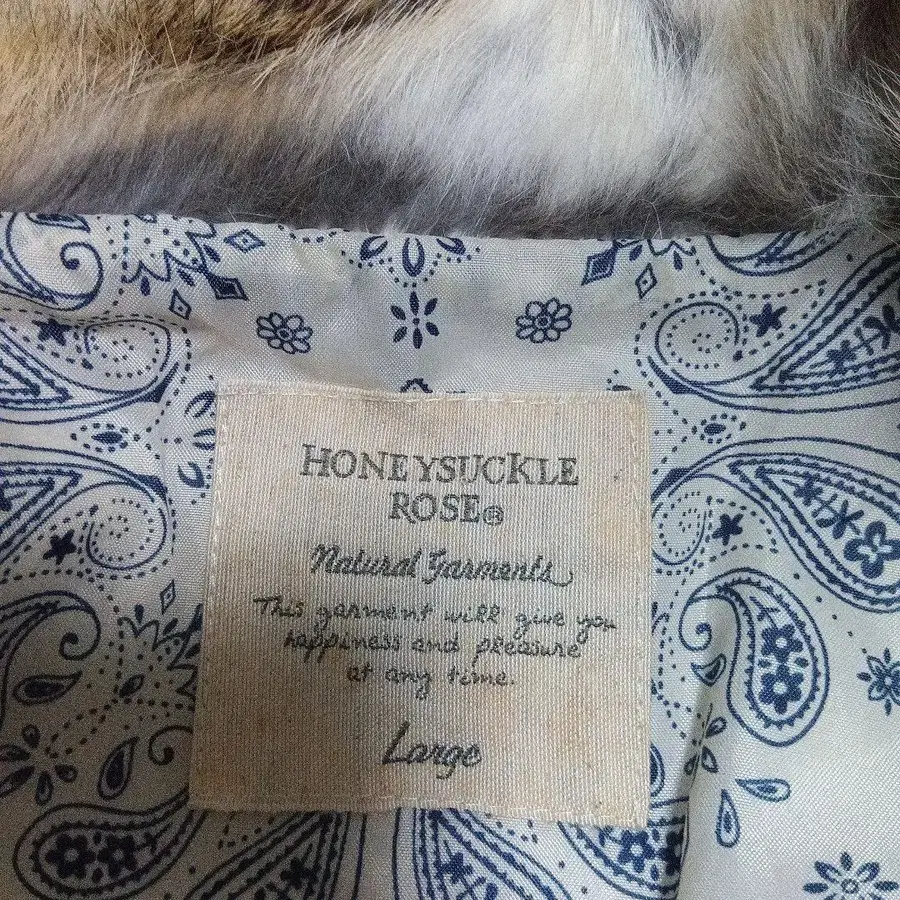 HONEYSUCKLE
ROSE®
Natural Garments
This garment will give you
happiness and pleasure
at any time.
Large